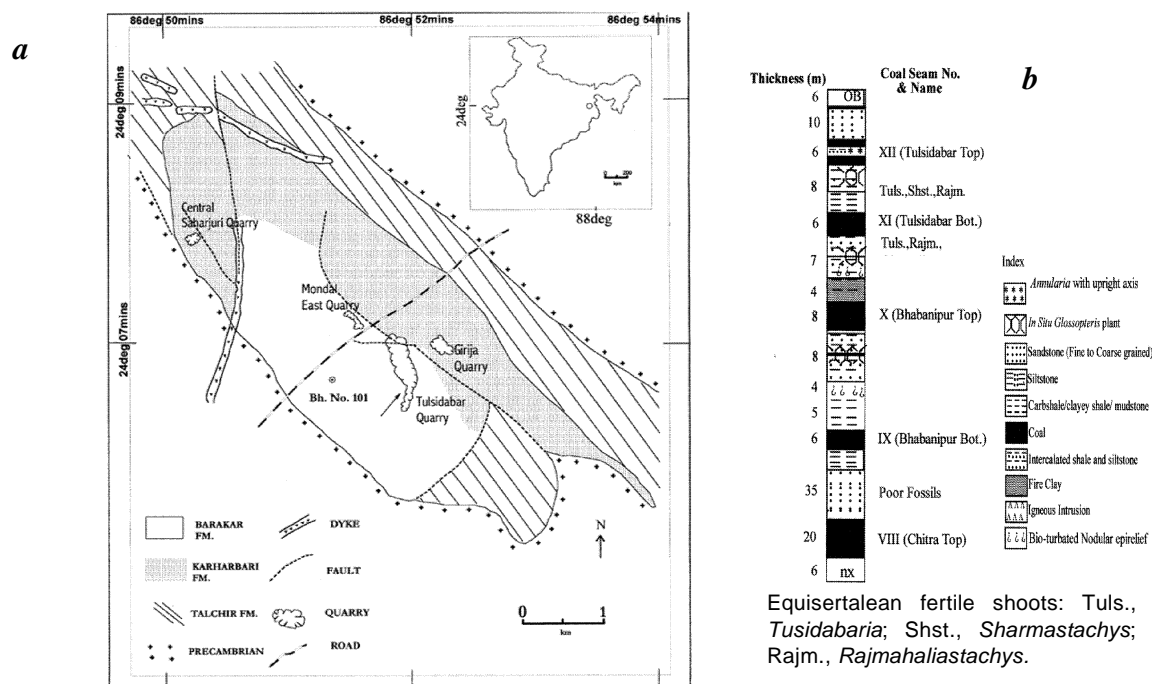 a
86deg 50mins
86deg 52mins
86deg 54mins
24deg 09mins
24deg 07mins
24deg
88deg
0 200
km
Central
Saharjuri Quarry
Mondal
East Quarry
Girija
Quarry
Bh. No. 101
Tulsidabar
Quarry
BARAKAR
FM.
DYKE
KARHARBARI
FM.
FAULT
TALCHIR FM.
QUARRY
PRECAMBRIAN
ROAD
N
0 1
km
b
Thickness (m)
Coal Seam No.
& Name
6 OB
10
6 XII (Tulsidabar Top)
8 Tuls.,Shst.,Rajm.
6 XI (Tulsidabar Bot.)
Tuls.,Rajm.,
7
4
8 X (Bhabanipur Top)
8
4
5
6 IX (Bhabanipur Bot.)
35 Poor Fossils
20 VIII (Chitra Top)
6 nx
Index
Annularia with upright axis
In Situ Glossopteris plant
Sandstone (Fine to Coarse grained)
Siltstone
Carbshale/clayey shale/ mudstone
Coal
Intercalated shale and siltstone
Fire Clay
Igneous Intrusion
Bio-turbated Nodular epirelief
Equisertalean fertile shoots: Tuls.,
Tusidabaria; Shst., Sharmastachys;
Rajm., Rajmahaliastachys.